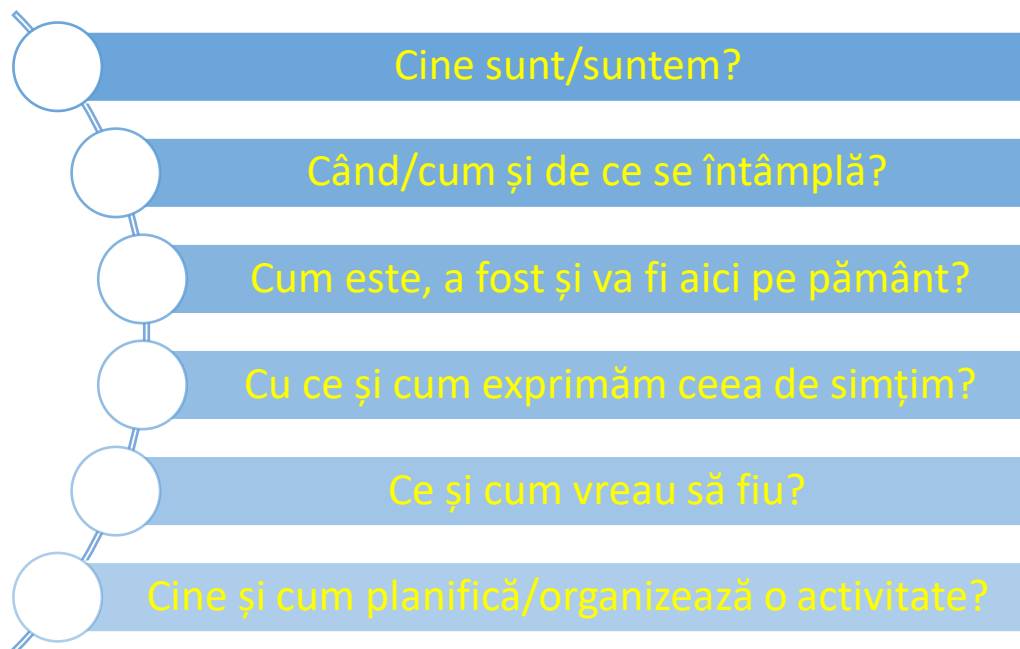 Cine sunt/suntem?
Când/cum și de ce se întâmplă?
Cum este, a fost și va fi aici pe pământ?
Cu ce și cum exprimăm ceea de simțim?
Ce și cum vreau să fiu?
Cine și cum planifică/organizează o activitate?